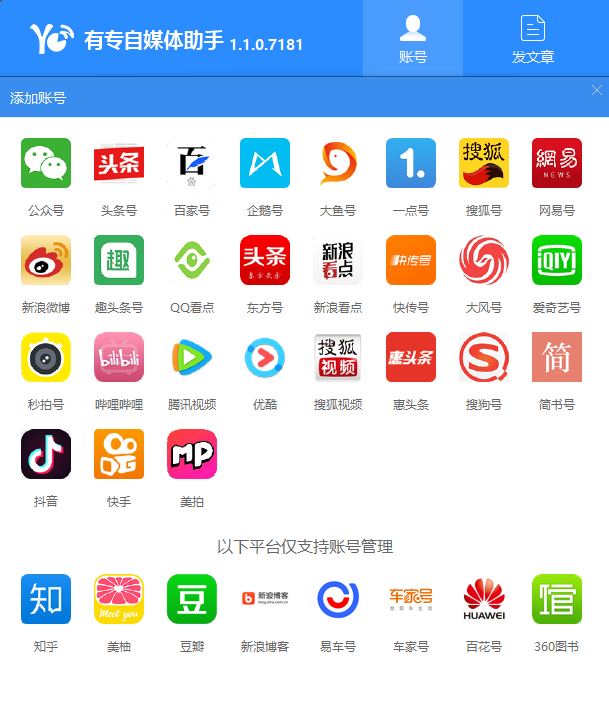 有专自媒体助手 1.1.0.7181
账号
发文章
添加账号
头条
百
1.
搜狐
網易
NEWS
公众号
头条号
百家号
企鹅号
大鱼号
一点号
搜狐号
网易号
趣
头条
东方头条
新浪
看点
快传号
iQIYI
新浪微博
趣头条号
QQ看点
东方号
新浪看点
快传号
大风号
爱奇艺号
bilibili
搜狐
视频
惠头条
S
简
秒拍号
哔哩哔哩
腾讯视频
优酷
搜狐视频
惠头条
搜狗号
简书号
MP
抖音
快手
美拍
以下平台仅支持账号管理
知
Meet you
豆
新浪博客
blog.sina.com.cn
车家号
HUAWEI
馆
知乎
美柚
豆瓣
新浪博客
易车号
车家号
百花号
360图书